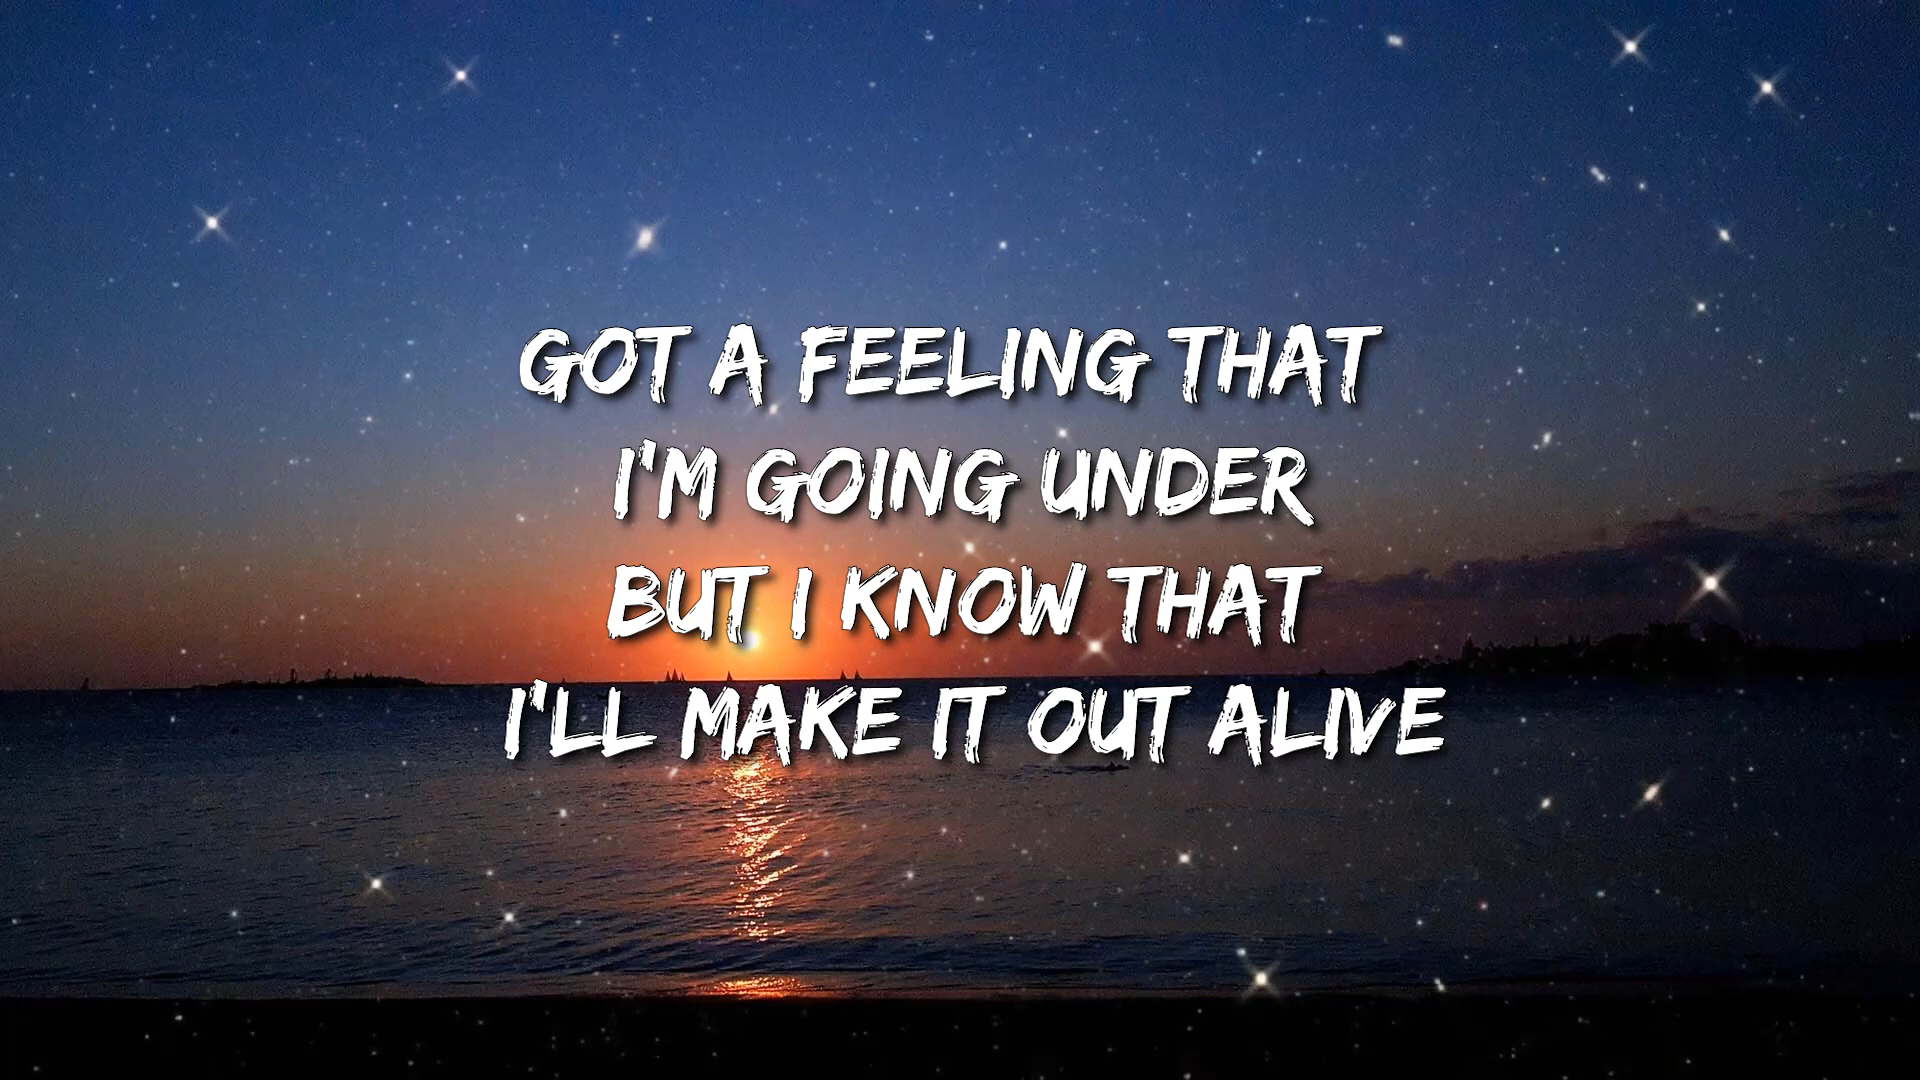 GOT A FEELING THAT
I'M GOING UNDER
BUT I KNOW THAT
I'LL MAKE IT OUT ALIVE